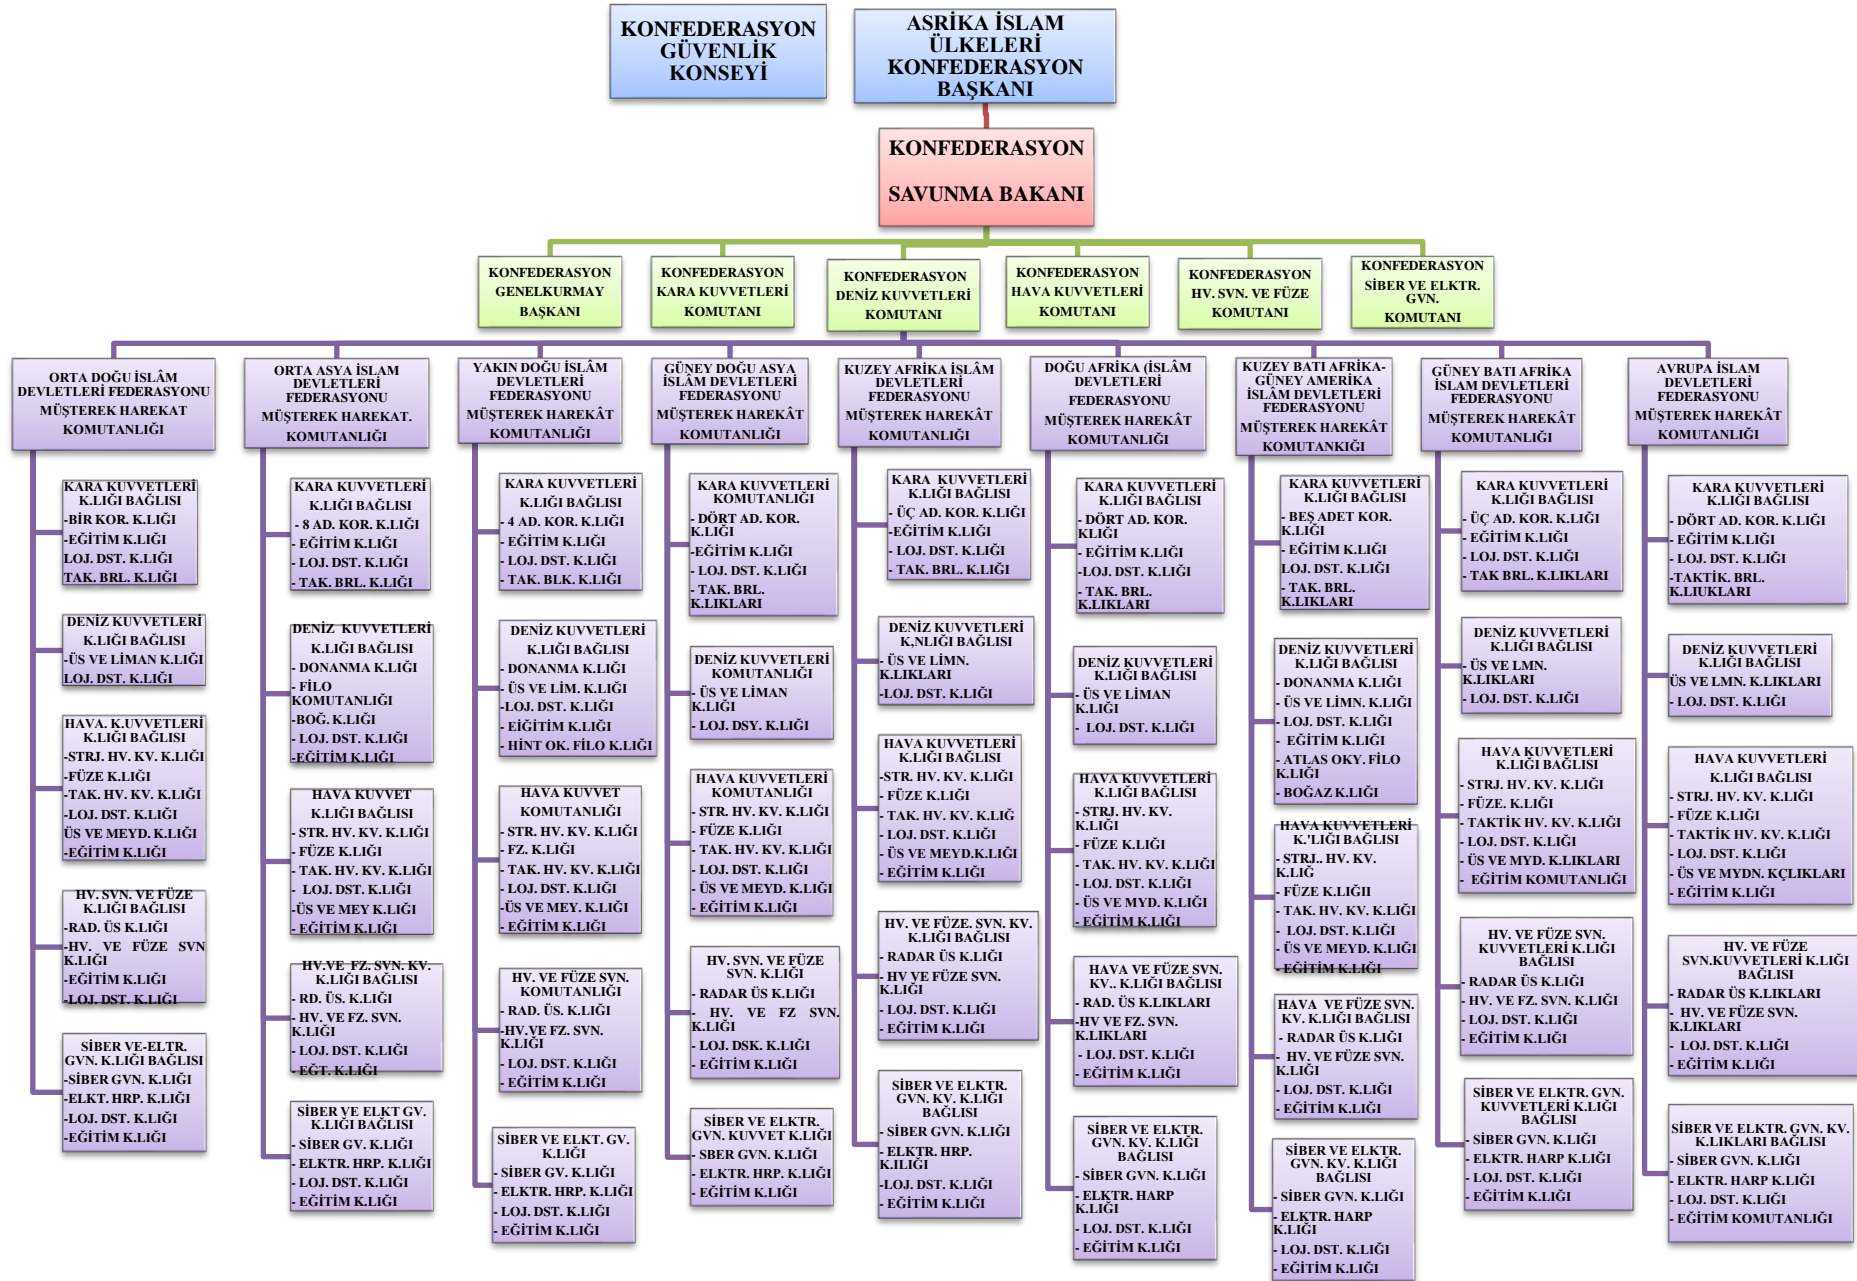 KONFEDERASYON
GÜVENLİK
KONSEYİ
ASRİKA İSLAM
ÜLKELERİ
KONFEDERASYON
BAŞKANI
KONFEDERASYON
SAVUNMA BAKANI
KONFEDERASYON
GENELKURMAY
BAŞKANI
KONFEDERASYON
KARA KUVVETLERİ
KOMUTANI
KONFEDERASYON
DENİZ KUVVETLERİ
KOMUTANI
KONFEDERASYON
HAVA KUVVETLERİ
KOMUTANI
KONFEDERASYON
HV. SVN. VE FÜZE
KOMUTANI
KONFEDERASYON
SİBER VE ELKTR.
GVN.
KOMUTANI
ORTA DOĞU İSLÂM
DEVLETLERİ FEDERASYONU
MÜŞTEREK HAREKAT
KOMUTANLIĞI
KARA KUVVETLERİ
K.LIĞI BAĞLISI
-BİR KOR. K.LIĞI
-EĞİTİM K.LIĞI
LOJ. DST. K.LIĞI
TAK. BRL. K.LIĞI
DENİZ KUVVETLERİ
K.LIĞI BAĞLISI
-ÜS VE LİMAN K.LIĞI
LOJ. DST. K.LIĞI
HAVA. K.UVVETLERİ
K.LIĞI BAĞLISI
-STRJ. HV. KV. K.LIĞI
-FÜZE K.LIĞI
-TAK. HV. KV. K.LIĞI
-LOJ. DST. K.LIĞI
ÜS VE MEYD. K.LIĞI
-EĞİTİM K.LIĞI
HV. SVN. VE FÜZE
K.LIĞI BAĞLISI
-RAD. ÜS K.LIĞI
-HV. VE FÜZE SVN
K.LIĞI
-EĞİTİM K.LIĞI
-LOJ. DST. K.LIĞI
SİBER VE-ELTR.
GVN. K.LIĞI BAĞLISI
-SİBER GVN. K.LIĞI
-ELKT. HRP. K.LIĞI
-LOJ. DST. K.LIĞI
-EĞİTİM K.LIĞI
ORTA ASYA İSLAM
DEVLETLERİ
FEDERASYONU
MÜŞTEREK HAREKAT.
KOMUTANLIĞI
KARA KUVVETLERİ
K.LIĞI BAĞLISI
- 8 AD. KOR. K.LIĞI
- EĞİTİM K.LIĞI
- LOJ. DST. K.LIĞI
- TAK. BRL. K.LIĞI
DENİZ KUVVETLERİ
K.LIĞI BAĞLISI
- DONANMA K.LIĞI
- FİLO
KOMUTANLIĞI
-BOĞ. K.LIĞI
- LOJ. DST. K.LIĞI
-EĞİTİM K.LIĞI
HAVA KUVVET
K.LIĞI BAĞLISI
- STR. HV. KV. K.LIĞI
- FÜZE K.LIĞI
- TAK. HV. KV. K.LIĞI
- LOJ. DST. K.LIĞI
-ÜS VE MEY K.LIĞI
- EĞİTİM K.LIĞI
HV.VE FZ. SVN. KV.
K.LIĞI BAĞLISI
- RD. ÜS. K.LIĞI
- HV. VE FZ. SVN.
K.LIĞI
- LOJ. DST. K.LIĞI
- EĞT. K.LIĞI
SİBER VE ELKT GV.
K.LIĞI BAĞLISI
- SİBER GV. K.LIĞI
- ELKTR. HRP. K.LIĞI
- LOJ. DST. K.LIĞI
- EĞİTİM K.LIĞI
YAKIN DOĞU İSLAM
DEVLETLERİ
FEDERASYONU
MÜŞTEREK HAREKÂT
KOMUTANLIĞI
KARA KUVVETLERİ
K.LIĞI BAĞLISI
- 4 AD. KOR. K.LIĞI
- EĞİTİM K.LIĞI
- LOJ. DST. K.LIĞI
- TAK. BLK. K.LIĞI
DENİZ KUVVETLERİ
K.LIĞI BAĞLISI
- DONANMA K.LIĞI
- ÜS VE LİM. K.LIĞI
-LOJ. DST. K.LIĞI
- EİĞİTİM K.LIĞI
- HİNT OK. FİLO K.LIĞI
HAVA KUVVET
KOMUTANLIĞI
- STR. HV. KV. K.LIĞI
- FZ. K.LIĞI
- TAK. HV. KV. K.LIĞI
- LOJ. DST. K.LIĞI
-ÜS VE MEY. K.LIĞI
- EĞİTİM K.LIĞI
HV. VE FÜZE SVN.
KOMUTANLIĞI
- RAD. ÜS. K.LIĞI
-HV.VE FZ. SVN.
K.LIĞI
- LOJ. DST. K.LIĞI
- EĞİTİM K.LIĞI
SİBER VE ELKT. GV.
K.LIĞI
- SİBER GV. K.LIĞI
- ELKTR. HRP. K.LIĞI
- LOJ. DST. K.LIĞI
- EĞİTİM K.LIĞI
GÜNEY DOĞU ASYA
İSLÂM DEVLETLERİ
FEDERASYONU
MÜŞTEREK HAREKÂT
KOMUTANLIĞI
KARA KUVVETLERİ
KOMUTANLIĞI
- DÖRT AD. KOR.
K.LIĞI
-EĞİTİM K.LIĞI
- LOJ. DST. K.LIĞI
- TAK. BRL.
K.LIKLARI
DENİZ KUVVETLERİ
KOMUTANLIĞI
- ÜS VE LİMAN
K.LIĞI
- LOJ. DSY. K.LIĞI
HAVA KUVVETLERİ
KOMUTANLIĞI
- STR. HV. KV. K.LIĞI
- FÜZE K.LIĞI
- TAK. HV. KV. K.LIĞI
- LOJ. DST. K.LIĞI
- ÜS VE MEYD. K.LIĞI
- EĞİTİM K.LIĞI
HV. SVN. VE FÜZE
SVN. K.LIĞI
- RADAR ÜS K.LIĞI
- HV. VE FZ SVN.
K.LIĞI
- LOJ. DSK. K.LIĞI
- EĞİTİM K.LIĞI
SİBER VE ELKTR.
GVN. KUVVET K.LIĞI
- SBER GVN. K.LIĞI
- ELKTR. HRP. K.LIĞI
- EĞİTİM K.LIĞI
KUZEY AFRİKA İSLÂM
DEVLETLERİ
FEDERASYONU
MÜŞTEREK HAREKÂT
KOMUTANLIĞI
KARA KUVVETLERİ
K.LIĞI BAĞLISI
- ÜÇ AD. KOR. K.LIĞI
-EĞİTİM K.LIĞI
- LOJ. DST. K.LIĞI
- TAK. BRL. K.LIĞI
DENİZ KUVVETLERİ
K,NLIĞI BAĞLISI
- ÜS VE LİMN.
K.LIKLARI
-LOJ. DST. K.LIĞI
HAVA KUVVETLERİ
K.LIĞI BAĞLISI
-STR. HV. KV. K.LIĞI
- FÜZE K.LIĞI
- TAK. HV. KV. K.LIĞ
- LOJ. DST. K.LIĞI
- ÜS VE MEYD.K.LIĞI
- EĞİTİM K.LIĞI
HV. VE FÜZE. SVN. KV.
K.LIĞI BAĞLISI
- RADAR ÜS K.LIĞI
- HV VE FÜZE SVN.
K.LIĞI
- LOJ. DST. K.LIĞI
- EĞİTİM K.LIĞI
SİBER VE ELKTR.
GVN. KV. K.LIĞI
BAĞLISI
- SİBER GVN. K.LIĞI
- ELKTR. HRP.
K.ILIĞI
-LOJ. DST. K.LIĞI
- EĞİTİM K.LIĞI
DOĞU AFRİKA (İSLÂM
DEVLETLERİ
FEDERASYONU
MÜŞTEREK HAREKÂT
KOMUTANLIĞI
KARA KUVVETLERİ
K.LIĞI BAĞLISI
- DÖRT AD. KOR.
KLIĞI
- EĞİTİM K.LIĞI
-LOJ. DST. K.LIĞI
- TAK. BRL.
K.LIKLARI
DENİZ KUVVETLERİ
K.LIĞI BAĞLISI
- ÜS VE LİMAN
K.LIĞI
- LOJ. DST. K.LIĞI
HAVA KUVVETLERİ
K.LIĞI BAĞLISI
- STRJ. HV. KV.
K.LIĞI
- FÜZE K.LIĞI
- TAK. HV. KV. K.LIĞI
- LOJ. DST. K.LIĞI
- ÜS VE MYD. K.LIĞI
- EĞİTİM K.LIĞI
HAVA VE FÜZE SVN.
KV.. K.LIĞI BAĞLISI
- RAD. ÜS K.LIKLARI
-HV VE FZ. SVN.
K.LIKLARI
- LOJ. DST. K.LIĞI
- EĞİTİM K.LIĞI
SİBER VE ELKTR.
GVN. KV. K.LIĞI
BAĞLISI
- SİBER GVN. K.LIĞI
- ELKTR. HARP
K.LIĞI
- LOJ. DST. K.LIĞI
- EĞİTİM K.LIĞI
KUZEY BATI AFRİKA-
GÜNEY AMERİKA
İSLÂM DEVLETLERİ
FEDERASYONU
MÜŞTEREK HAREKÂT
KOMUTANKIĞI
KARA KUVVETLERİ
K.LIĞI BAĞLISI
- BEŞ ADET KOR.
K.LIĞI
- EĞİTİM K.LIĞI
LOJ. DST. K.LIĞI
- TAK. BRL.
K.LIKLARI
DENİZ KUVVETLERİ
K.LIĞI BAĞLISI
- DONANMA K.LIĞI
- ÜS VE LİMN. K.LIĞI
- LOJ. DST. K.LIĞI
- EĞİTİM K.LIĞI
- ATLAS OKY. FİLO
K.LIĞI
- BOĞAZ K.LIĞI
HAVA KUVVETLERİ
K.'LIĞI BAĞLISI
- STRJ.. HV. KV.
K.LIĞ
- FÜZE K.LIĞII
- TAK. HV. KV. K.LIĞI
- LOJ. DST. K.LIĞI
- ÜS VE MEYD. K.LIĞI
- EĞİTİM K.LIĞI
HAVA VE FÜZE SVN.
KV. K.LIĞI BAĞLISI
- RADAR ÜS K.LIĞI
- HV. VE FÜZE SVN.
K.LIĞI
- LOJ. DST. K.LIĞI
- EĞİTİM K.LIĞI
SİBER VE ELKTR.
GVN. KV. K.LIĞI
BAĞLISI
- SİBER GVN. K.LIĞI
- ELKTR. HARP
K.LIĞI
- LOJ. DST. K.LIĞI
- EĞİTİM K.LIĞI
GÜNEY BATI AFRİKA
İSLAM DEVLETLERİ
FEDERASYONU
MÜŞTEREK HAREKÂT
KOMUTANLIĞI
KARA KUVVETLERİ
K.LIĞI BAĞLISI
- ÜÇ AD. KOR. K.LIĞI
- EĞİTİM K.LIĞI
- LOJ. DST. K.LIĞI
- TAK BRL. K.LIKLARI
DENİZ KUVVETLERİ
K.LIĞI BAĞLISI
- ÜS VE LMN.
K.LIKLARI
- LOJ. DST. K.LIĞI
HAVA KUVVETLERİ
K.LIĞI BAĞLISI
- STRJ. HV. KV. K.LIĞI
- FÜZE. K.LIĞI
- TAKTİK HV. KV. K.LIĞI
- LOJ. DST. K.LIĞI
- ÜS VE MYD. K.LIKLARI
- EĞİTİM KOMUTANLIĞI
HV. VE FÜZE SVN.
KUVVETLERİ K.LIĞI
BAĞLISI
- RADAR ÜS K.LIĞI
- HV. VE FZ. SVN. K.LIĞI
- LOJ. DST. K.LIĞI
- EĞİTİM K.LIĞI
SİBER VE ELKTR. GVN.
KUVVETLERİ K.LIĞI
BAĞLISI
- SİBER GVN. K.LIĞI
- ELKTR. HARP K.LIĞI
- LOJ. DST. K.LIĞI
- EĞİTİM K.LIĞI
AVRUPA İSLAM
DEVLETLERİ
FEDERASYONU
MÜŞTEREK HAREKÂT
KOMUTANLIĞI
KARA KUVVETLERİ
K.LIĞI BAĞLISI
- DÖRT AD. KOR. K.LIĞI
- EĞİTİM K.LIĞI
- LOJ. DST. K.LIĞI
-TAKTİK. BRL.
K.LIUKLARI
DENİZ KUVVETLERİ
K.LIĞI BAĞLISI
ÜS VE LMN. K.LIKLARI
- LOJ. DST. K.LIĞI
HAVA KUVVETLERİ
K.LIĞI BAĞLISI
- STRJ. HV. KV. K.LIĞI
- FÜZE K.LIĞI
- TAKTİK HV. KV. K.LIĞI
- LOJ. DST. K.LIĞI
- ÜS VE MYDN. KÇLIKLARI
- EĞİTİM K.LIĞI
HV. VE FÜZE
SVN.KUVVETLERİ K.LIĞI
BAĞLISI
- RADAR ÜS K.LIKLARI
- HV. VE FÜZE SVN.
K.LIKLARI
- LOJ. DST. K.LIĞI
- EĞİTİM K.LIĞI
SİBER VE ELKTR. GVN. KV.
K.LIKLARI BAĞLISI
- SİBER GVN. K.LIĞI
- ELKTR. HARP K.LIĞI
- LOJ. DST. K.LIĞI
- EĞİTİM KOMUTANLIĞI